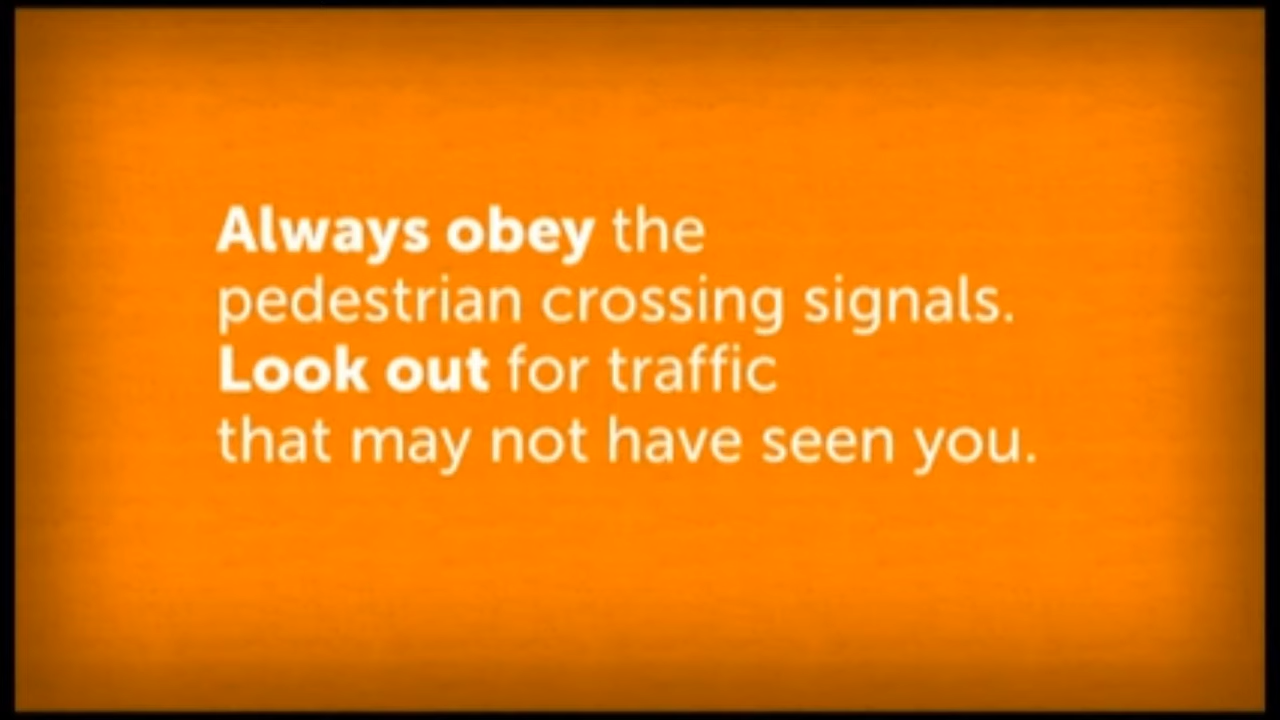 Always obey the
pedestrian crossing signals.
Look out for traffic
that may not have seen you.